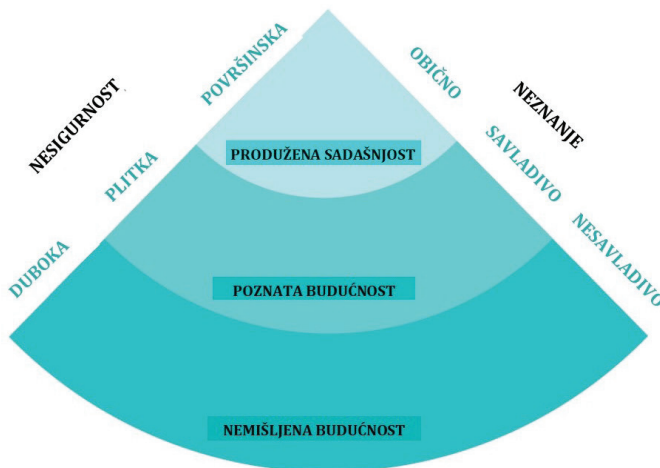 NESIGURNOST
POVRŠINSKA
PLITKA
DUBOKA
OBIČNO
SAVLADIVO
NESAVLADIVO
NEZNANJE
PRODUŽENA SADAŠNJOST
POZNATA BUDUĆNOST
NEMIŠLJENA BUDUĆNOST